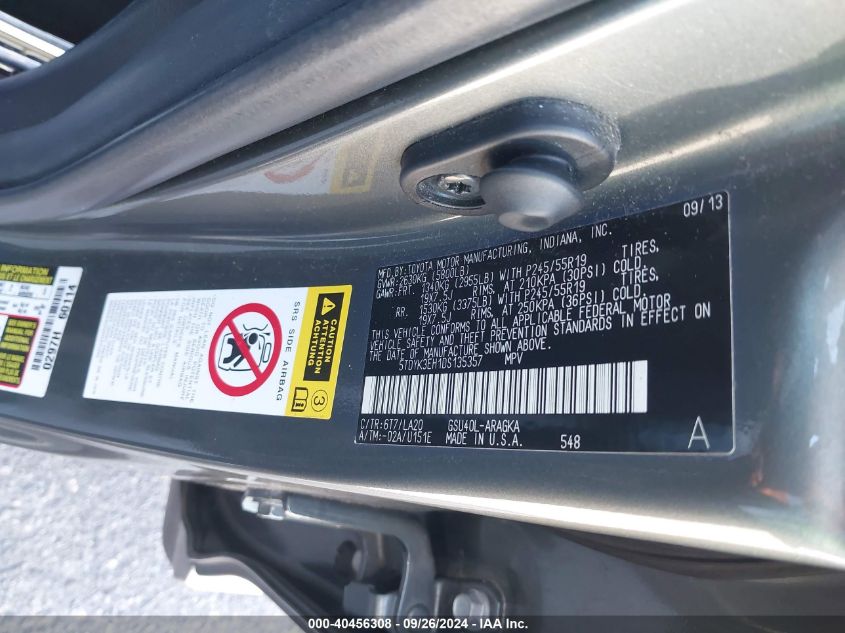 09/13
MFD.BY:TOYOTA MOTOR MANUFACTURING, INDIANA, INC.
GVWR:2630KG (5800LB)
GAWR:FRT. 1340KG (2955LB) WITH P245/55R19 TIRES,
19X7.5J RIMS, AT 210KPA (30PSI) COLD.
RR. 1530KG (3375LB) WITH P245/55R19 TIRES,
19X7.5J RIMS, AT 250KPA (36PSI) COLD.
THIS VEHICLE CONFORMS TO ALL APPLICABLE FEDERAL MOTOR
VEHICLE SAFETY AND THEFT PREVENTION STANDARDS IN EFFECT ON
THE DATE OF MANUFACTURE SHOWN ABOVE.
5TDYK3EH1DS135357 MPV
C/TR:6T7/LA20 GSU40L-ARAGKA
A/TM:-02A/U151E MADE IN U.S.A. 548
A
CAUTION
ATTENTION
ACHTUNG
3
SRS SIDE AIRBAG
0297H 60114
000-40456308 - 09/26/2024 - IAAI.COM